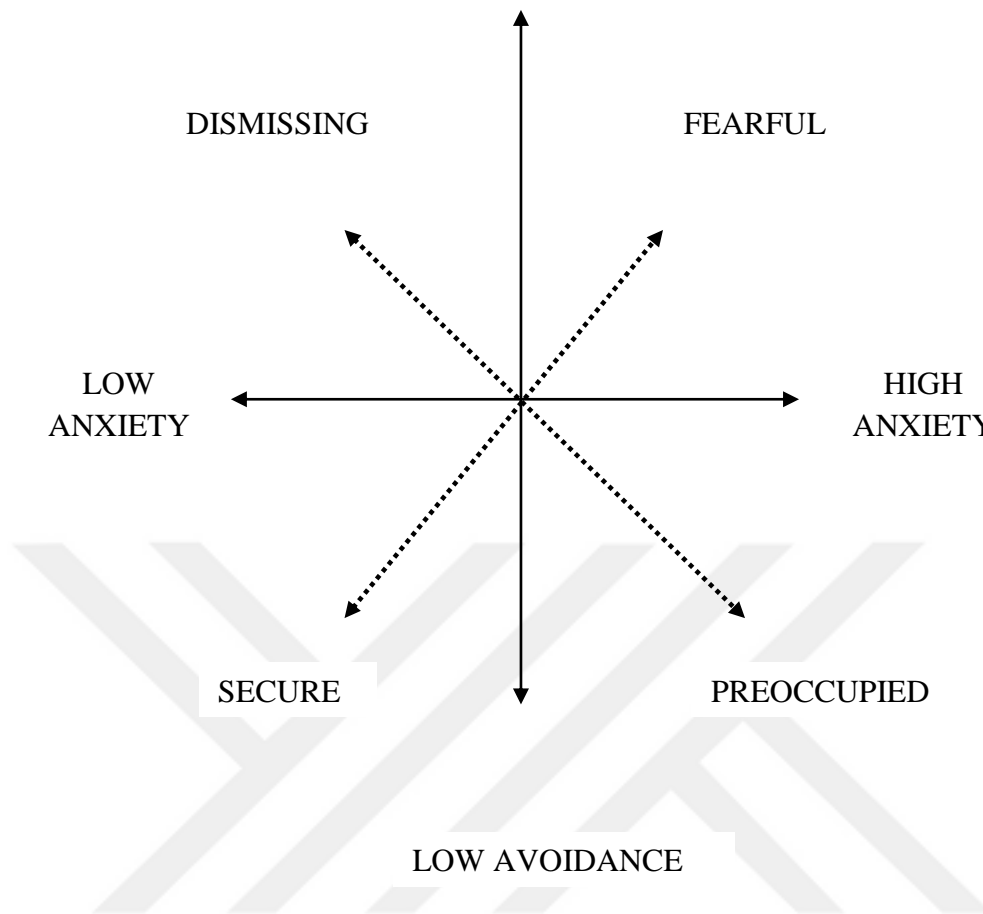 DISMISSING FEARFUL
LOW
ANXIETY
HIGH
ANXIETY
SECURE PREOCCUPIED
LOW AVOIDANCE